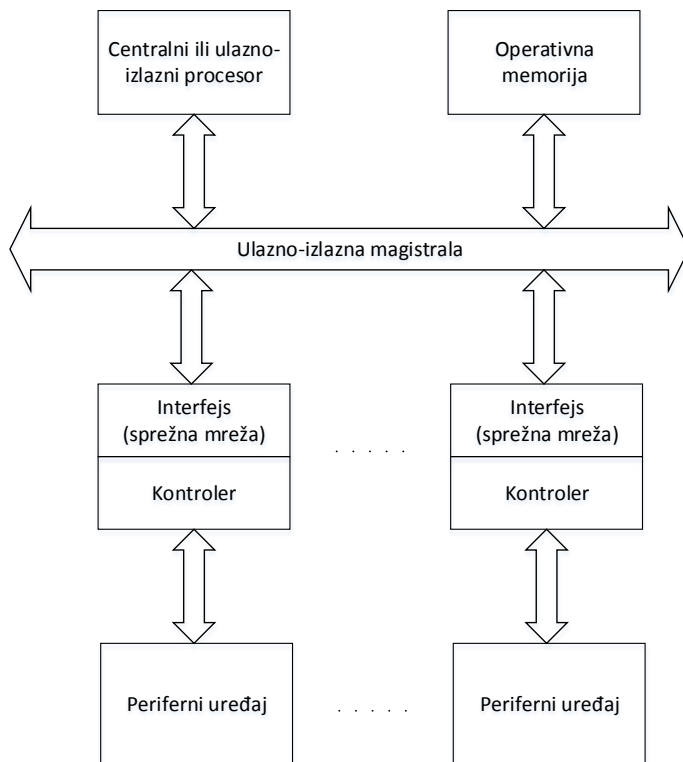 Centralni ili ulazno-
izlazni procesor
Operativna
memorija
Ulazno-izlazna magistrala
Interfejs
(sprežna mreža)
Kontroler
. . . . .
Interfejs
(sprežna mreža)
Kontroler
Periferni uređaj
. . . . .
Periferni uređaj